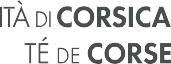 ITÀ DI CORSICA
TÉ DE CORSE